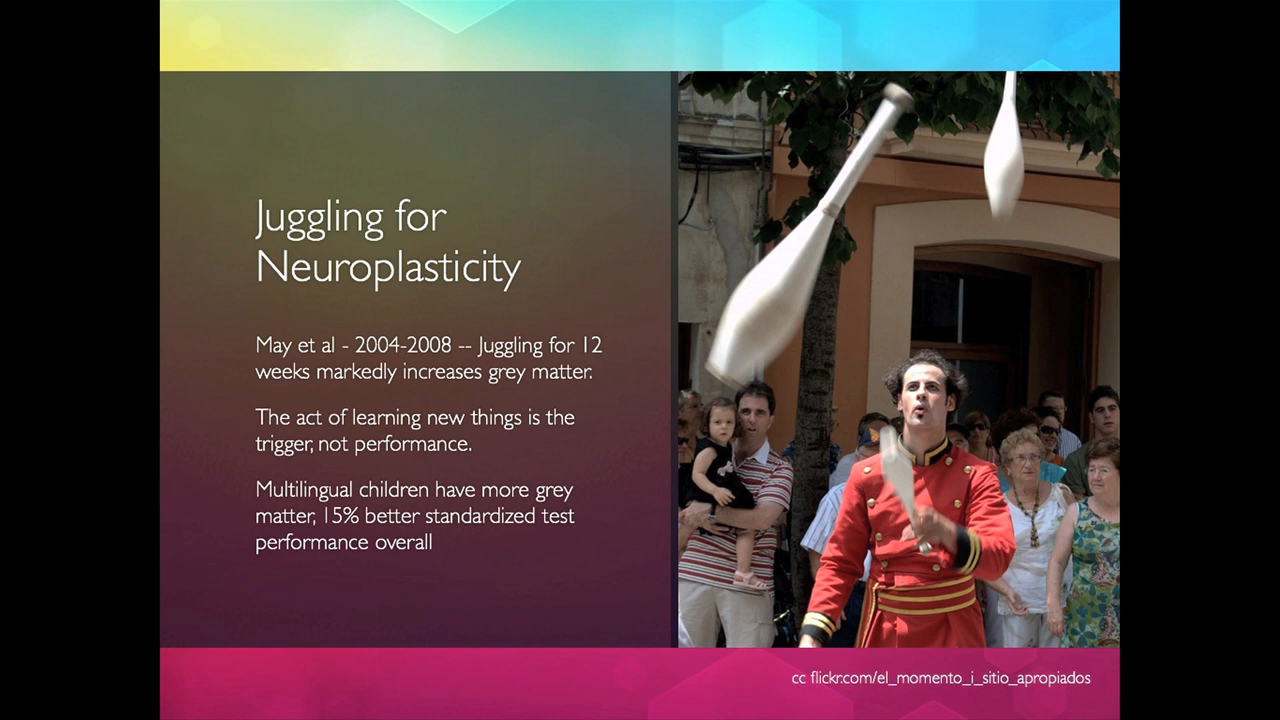 Juggling for
Neuroplasticity
May et al - 2004-2008 -- Juggling for 12
weeks markedly increases grey matter.
The act of learning new things is the
trigger, not performance.
Multilingual children have more grey
matter, 15% better standardized test
performance overall
cc flickr.com/el_momento_i_sitio_apropiados